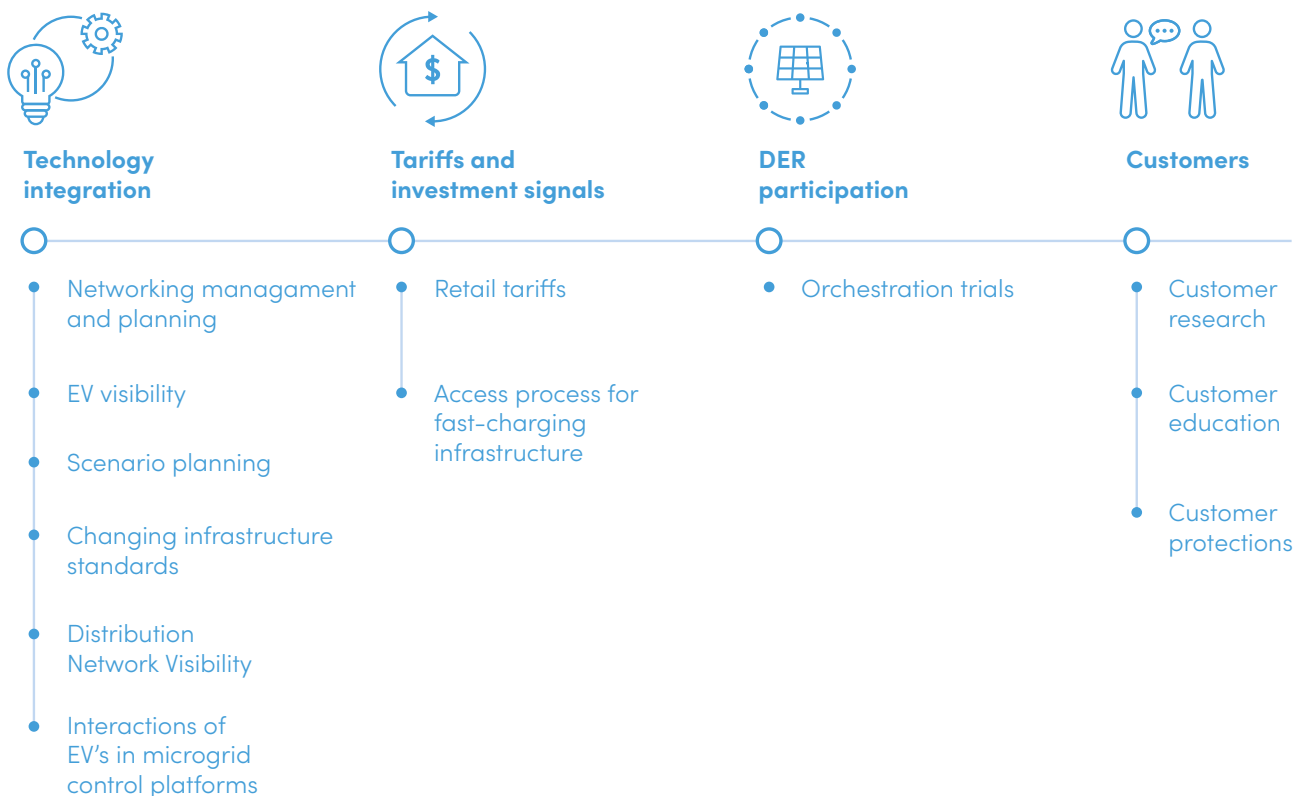 Technology
integration
Networking managament
and planning
EV visibility
Scenario planning
Changing infrastructure
standards
Distribution
Network Visibility
Interactions of
EV's in microgrid
control platforms
$
Tariffs and
investment signals
Retail tariffs
Access process for
fast-charging
infrastructure
DER
participation
Orchestration trials
Customers
Customer
research
Customer
education
Customer
protections